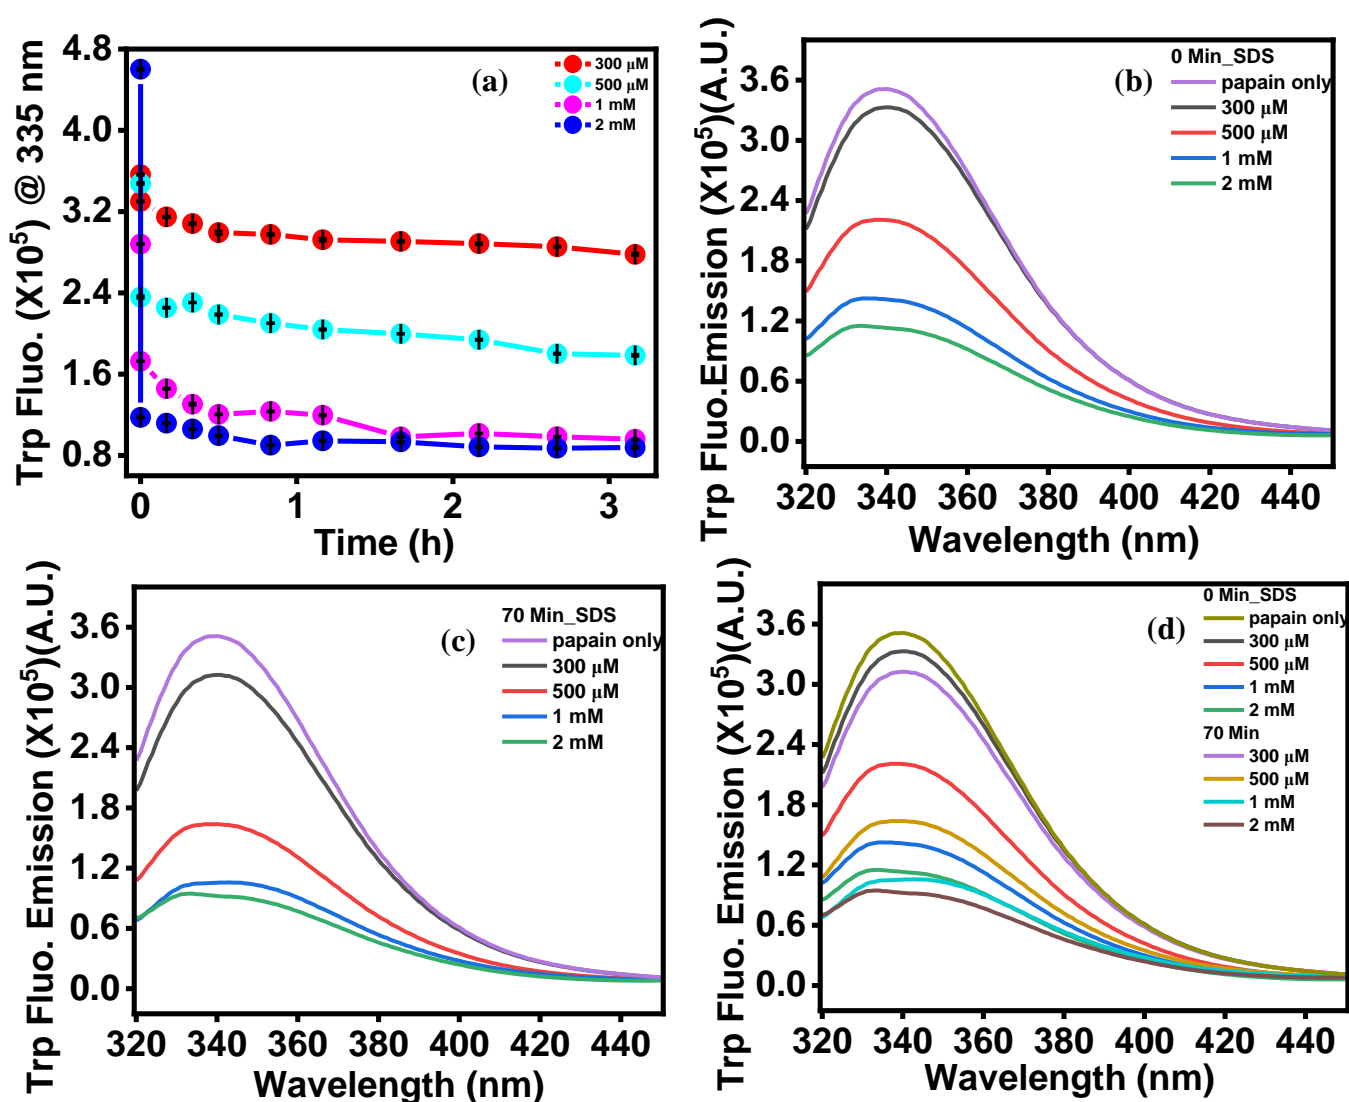 (a)
300 μM
500 μM
1 mM
2 mM
Trp Fluo. (X10⁵) @ 335 nm
4.8
4.0
3.2
2.4
1.6
0.8
0 1 2 3
Time (h)
(b)
0 Min_SDS
papain only
300 μM
500 μM
1 mM
2 mM
Trp Fluo.Emission (X10⁵)(A.U.)
3.6
3.0
2.4
1.8
1.2
0.6
0.0
320 340 360 380 400 420 440
Wavelength (nm)
(c)
70 Min_SDS
papain only
300 μM
500 μM
1 mM
2 mM
Trp Fluo. Emission (X10⁵)(A.U.)
3.6
3.0
2.4
1.8
1.2
0.6
0.0
320 340 360 380 400 420 440
Wavelength (nm)
(d)
0 Min_SDS
papain only
300 μM
500 μM
1 mM
2 mM
70 Min
300 μM
500 μM
1 mM
2 mM
Trp Fluo. Emission (X10⁵)(A.U.)
3.6
3.0
2.4
1.8
1.2
0.6
0.0
320 340 360 380 400 420 440
Wavelength (nm)